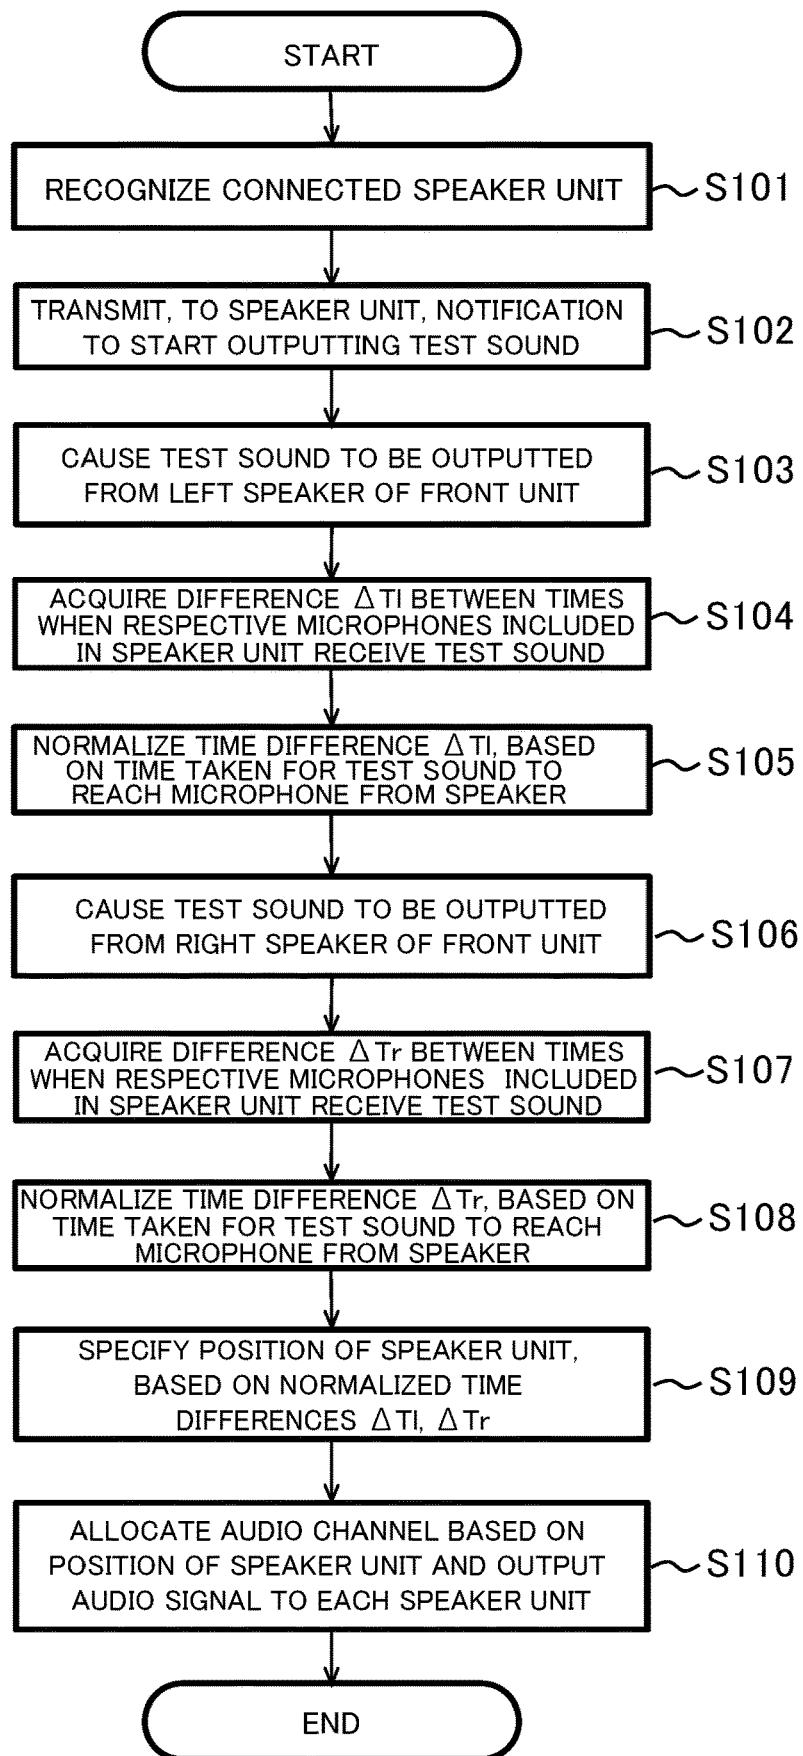 START
RECOGNIZE CONNECTED SPEAKER UNIT
S101
TRANSMIT, TO SPEAKER UNIT, NOTIFICATION
TO START OUTPUTTING TEST SOUND
S102
CAUSE TEST SOUND TO BE OUTPUTTED
FROM LEFT SPEAKER OF FRONT UNIT
S103
ACQUIRE DIFFERENCE ΔTl BETWEEN TIMES
WHEN RESPECTIVE MICROPHONES INCLUDED
IN SPEAKER UNIT RECEIVE TEST SOUND
S104
NORMALIZE TIME DIFFERENCE ΔTl, BASED
ON TIME TAKEN FOR TEST SOUND TO
REACH MICROPHONE FROM SPEAKER
S105
CAUSE TEST SOUND TO BE OUTPUTTED
FROM RIGHT SPEAKER OF FRONT UNIT
S106
ACQUIRE DIFFERENCE ΔTr BETWEEN TIMES
WHEN RESPECTIVE MICROPHONES INCLUDED
IN SPEAKER UNIT RECEIVE TEST SOUND
S107
NORMALIZE TIME DIFFERENCE ΔTr, BASED ON
TIME TAKEN FOR TEST SOUND TO REACH
MICROPHONE FROM SPEAKER
S108
SPECIFY POSITION OF SPEAKER UNIT,
BASED ON NORMALIZED TIME
DIFFERENCES ΔTl, ΔTr
S109
ALLOCATE AUDIO CHANNEL BASED ON
POSITION OF SPEAKER UNIT AND OUTPUT
AUDIO SIGNAL TO EACH SPEAKER UNIT
S110
END